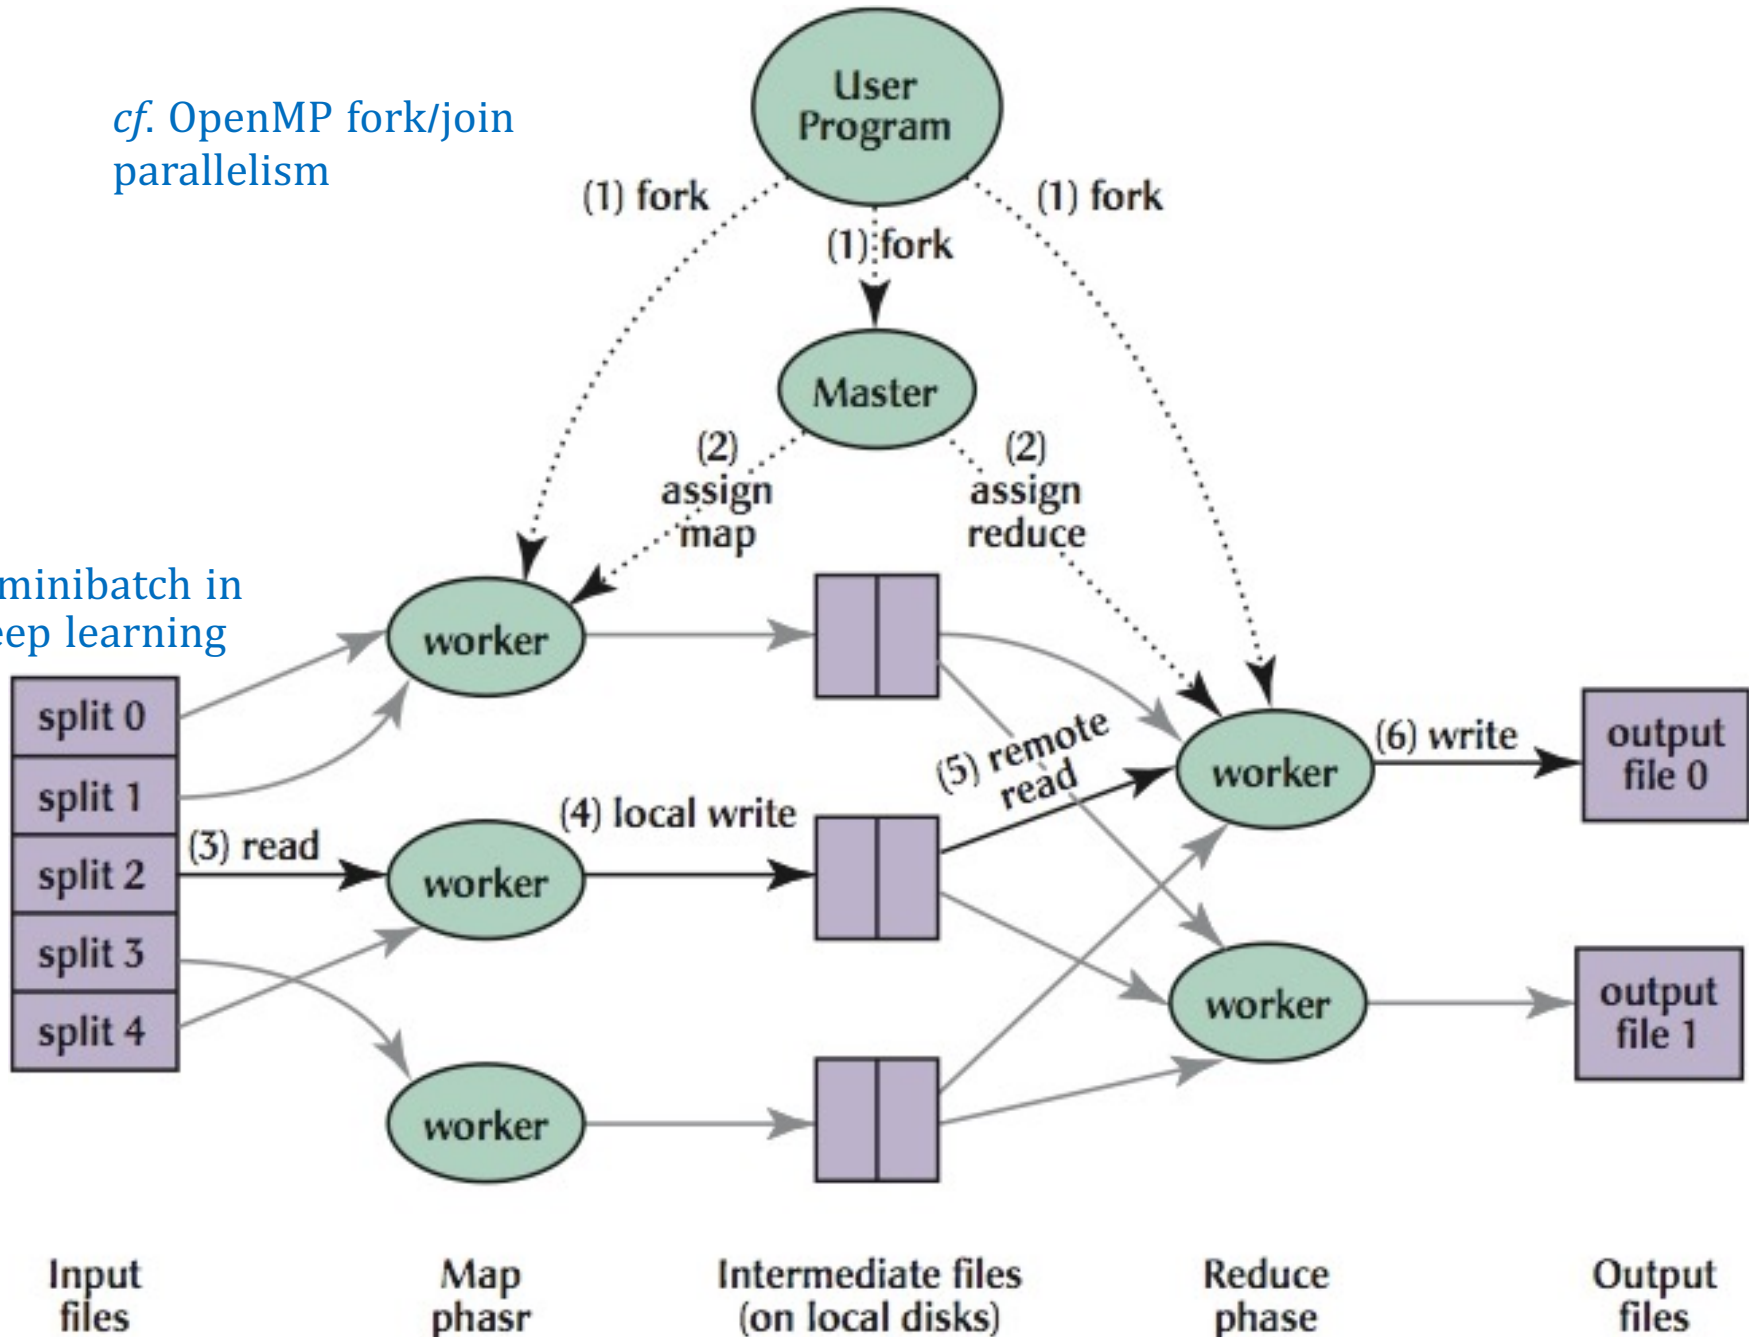 User
Program
cf. OpenMP fork/join
parallelism
(1) fork
(1) fork
(1) fork
Master
(2)
assign
map
(2)
assign
reduce
minibatch in
eep learning
worker
split 0
split 1
split 2
split 3
split 4
(3) read
worker
(4) local write
worker
(5) remote
read
worker
(6) write
output
file 0
worker
output
file 1
Input
files
Map
phasr
Intermediate files
(on local disks)
Reduce
phase
Output
files